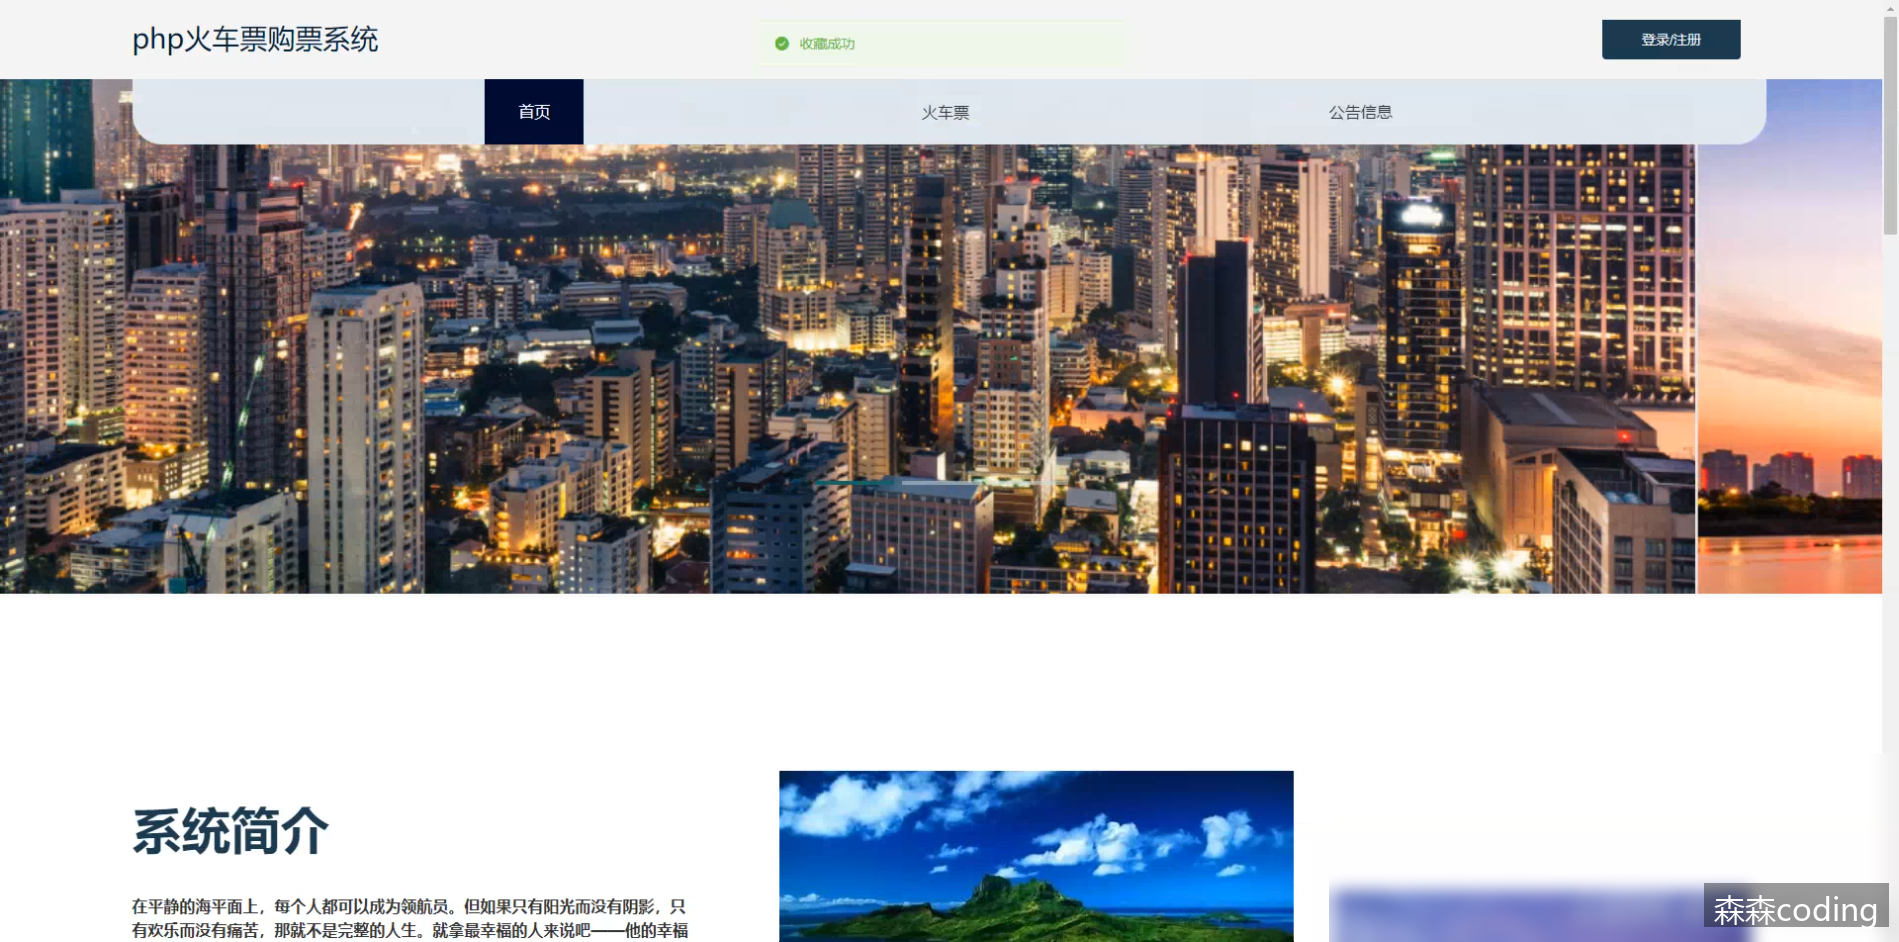 php火车票购票系统
收藏成功
登录/注册
首页
火车票
公告信息
系统简介
在平静的海平面上，每个人都可以成为领航员。但如果只有阳光而没有阴影，只
有欢乐而没有痛苦，那就不是完整的人生。就拿最幸福的人来说吧——他的幸福
森森coding